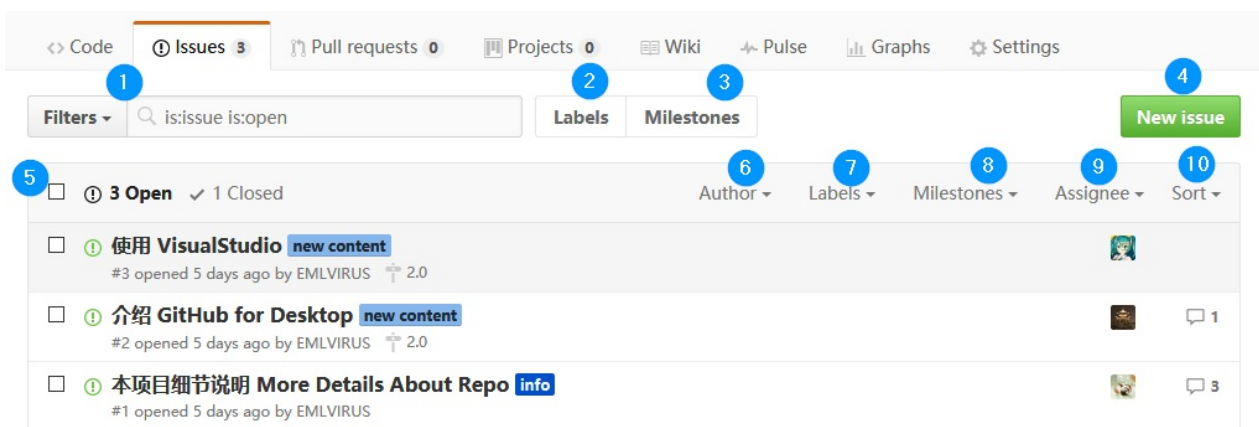 Code Issues 3 Pull requests 0 Projects 0 Wiki Pulse Graphs Settings
1 2 3 4
Filters is:issue is:open Labels Milestones New issue
5 6 7 8 9 10
3 Open 1 Closed Author Labels Milestones Assignee Sort
使用 VisualStudio new content
#3 opened 5 days ago by EMLVIRUS 2.0
介绍 GitHub for Desktop new content 1
#2 opened 5 days ago by EMLVIRUS 2.0
本项目细节说明 More Details About Repo info 3
#1 opened 5 days ago by EMLVIRUS